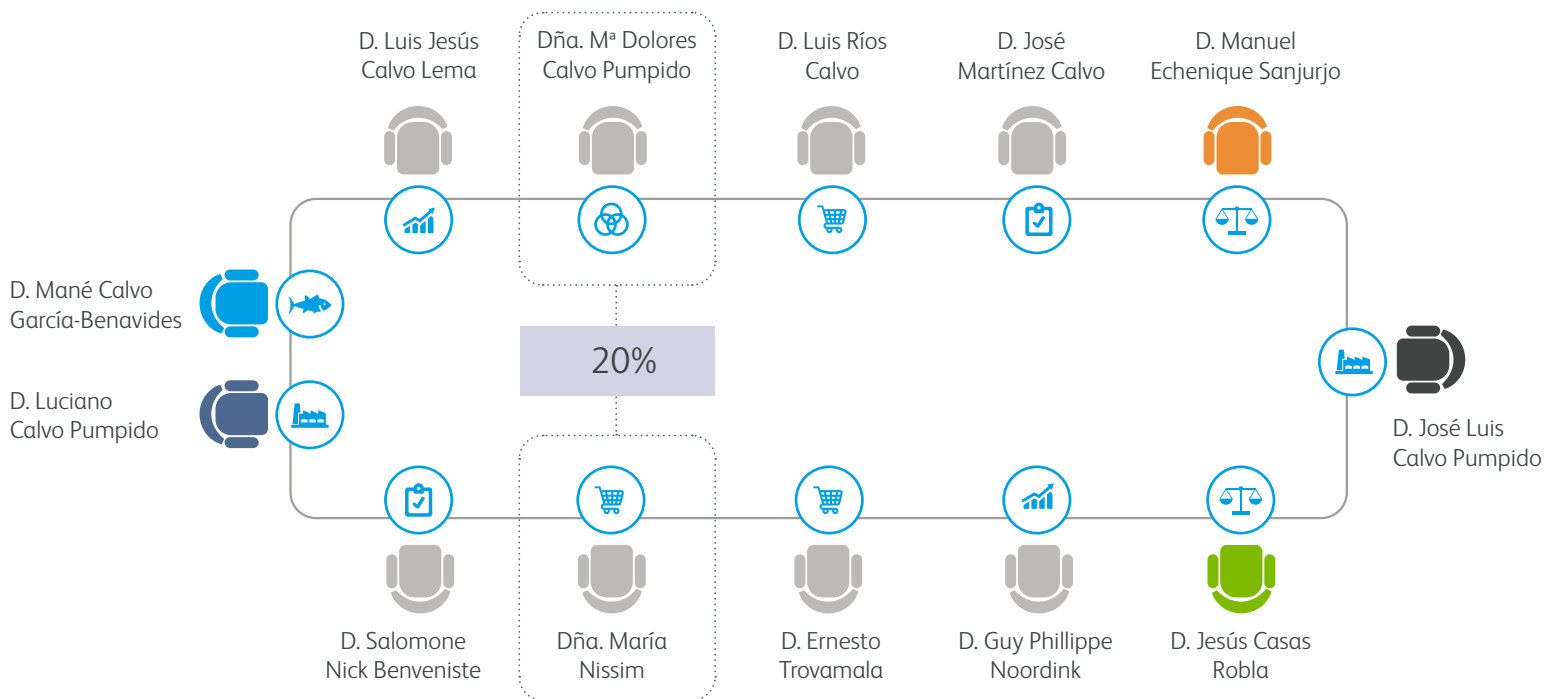 D. Luis Jesús
Calvo Lema
Dña. Mª Dolores
Calvo Pumpido
D. Luis Ríos
Calvo
D. José
Martínez Calvo
D. Manuel
Echenique Sanjurjo
D. Mané Calvo
García-Benavides
20%
D. Luciano
Calvo Pumpido
D. José Luis
Calvo Pumpido
D. Salomone
Nick Benveniste
Dña. María
Nissim
D. Ernesto
Trovamala
D. Guy Phillippe
Noordink
D. Jesús Casas
Robla